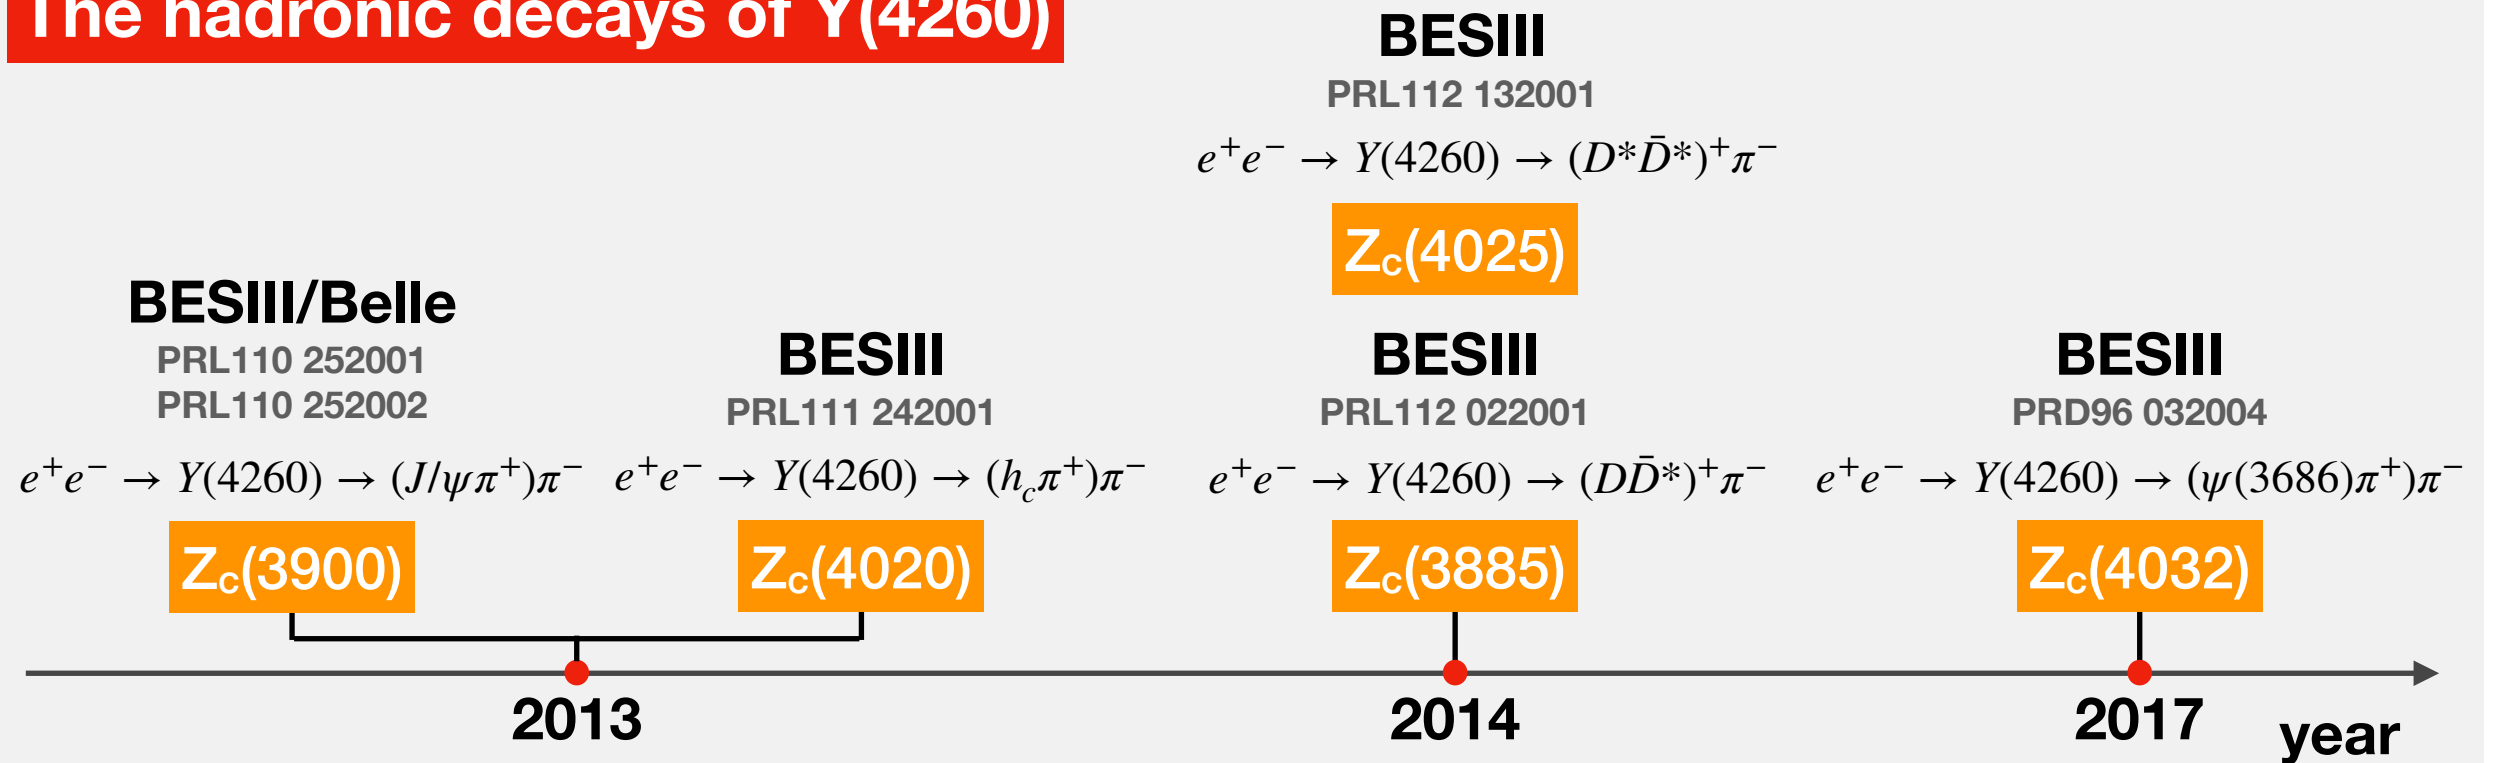 The hadronic decays of Y(4260)
BESIII
PRL112 132001
e⁺e⁻ → Y(4260) → (D*D̄*)⁺π⁻
Zc(4025)
BESIII/Belle
PRL110 252001
PRL110 252002
e⁺e⁻ → Y(4260) → (J/ψπ⁺)π⁻
Zc(3900)
BESIII
PRL111 242001
e⁺e⁻ → Y(4260) → (h_cπ⁺)π⁻
Zc(4020)
BESIII
PRL112 022001
e⁺e⁻ → Y(4260) → (DD̄*)⁺π⁻
Zc(3885)
BESIII
PRD96 032004
e⁺e⁻ → Y(4260) → (ψ(3686)π⁺)π⁻
Zc(4032)
2013
2014
2017
year